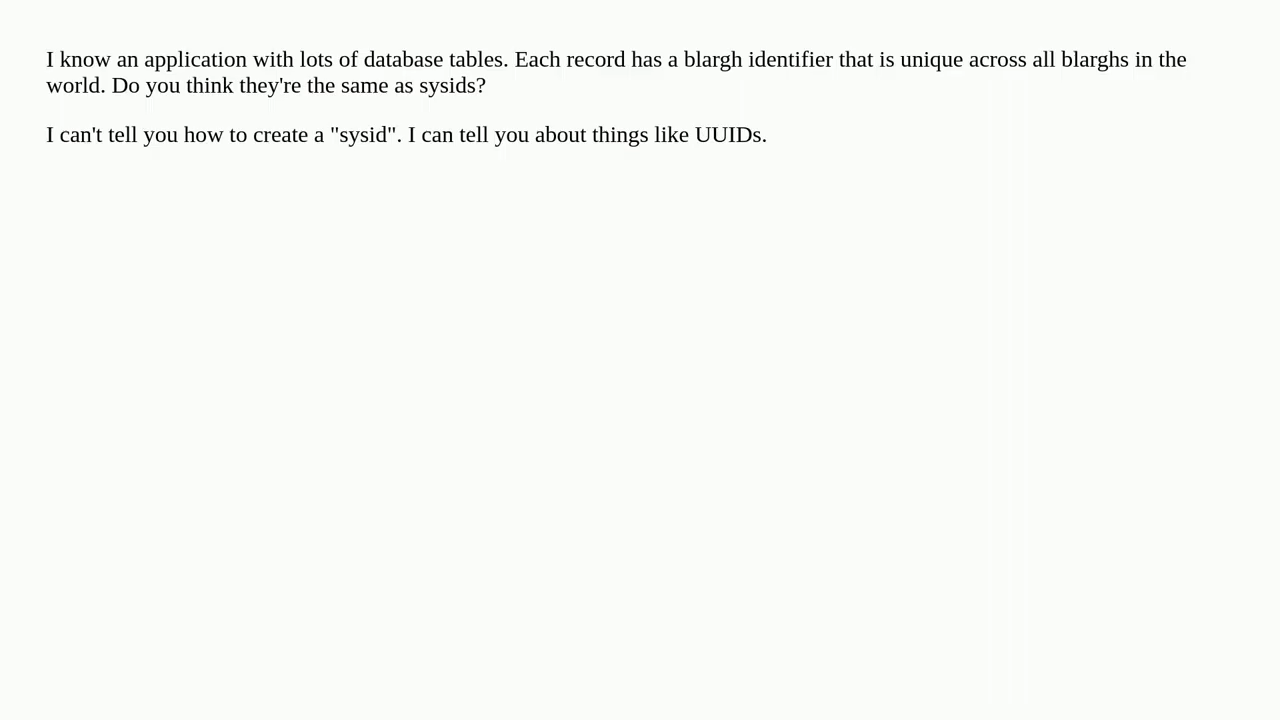 I know an application with lots of database tables. Each record has a blargh identifier that is unique across all blarghs in the
world. Do you think they're the same as sysids?
I can't tell you how to create a "sysid". I can tell you about things like UUIDs.